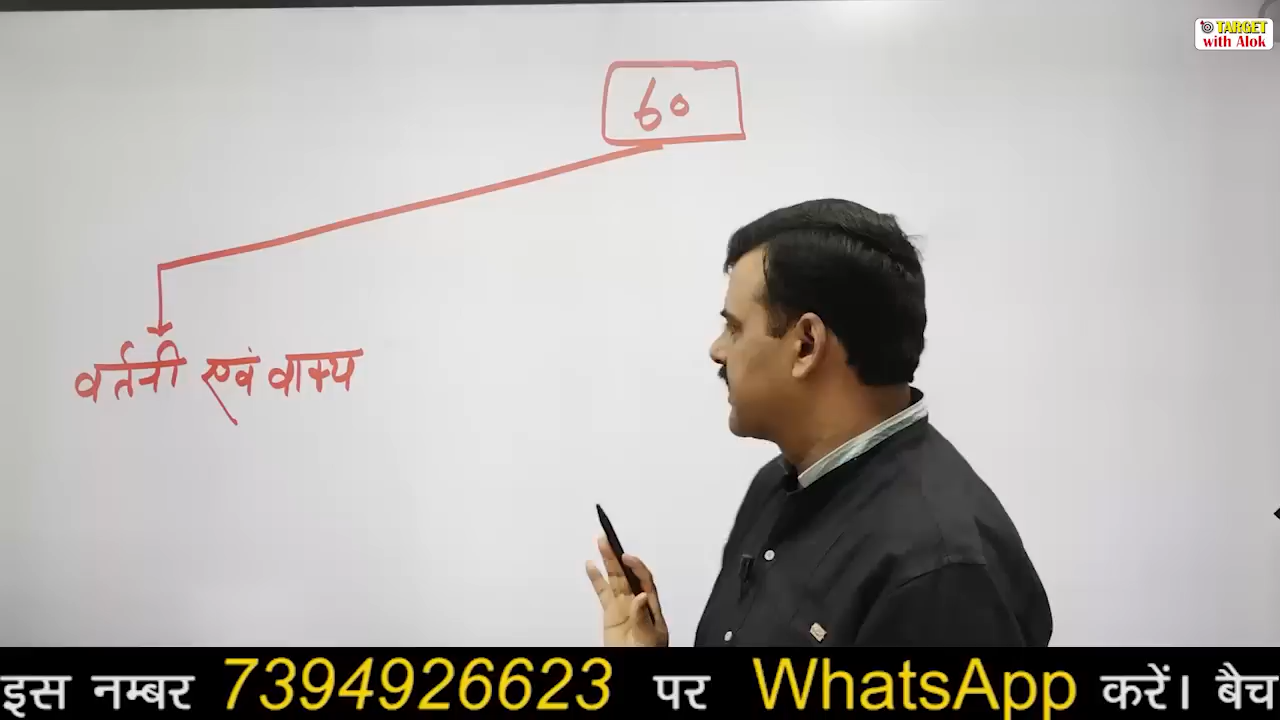 TARGET
with Alok
60
वर्तनी एवं वाक्य
इस नम्बर 7394926623 पर WhatsApp करें। बैच